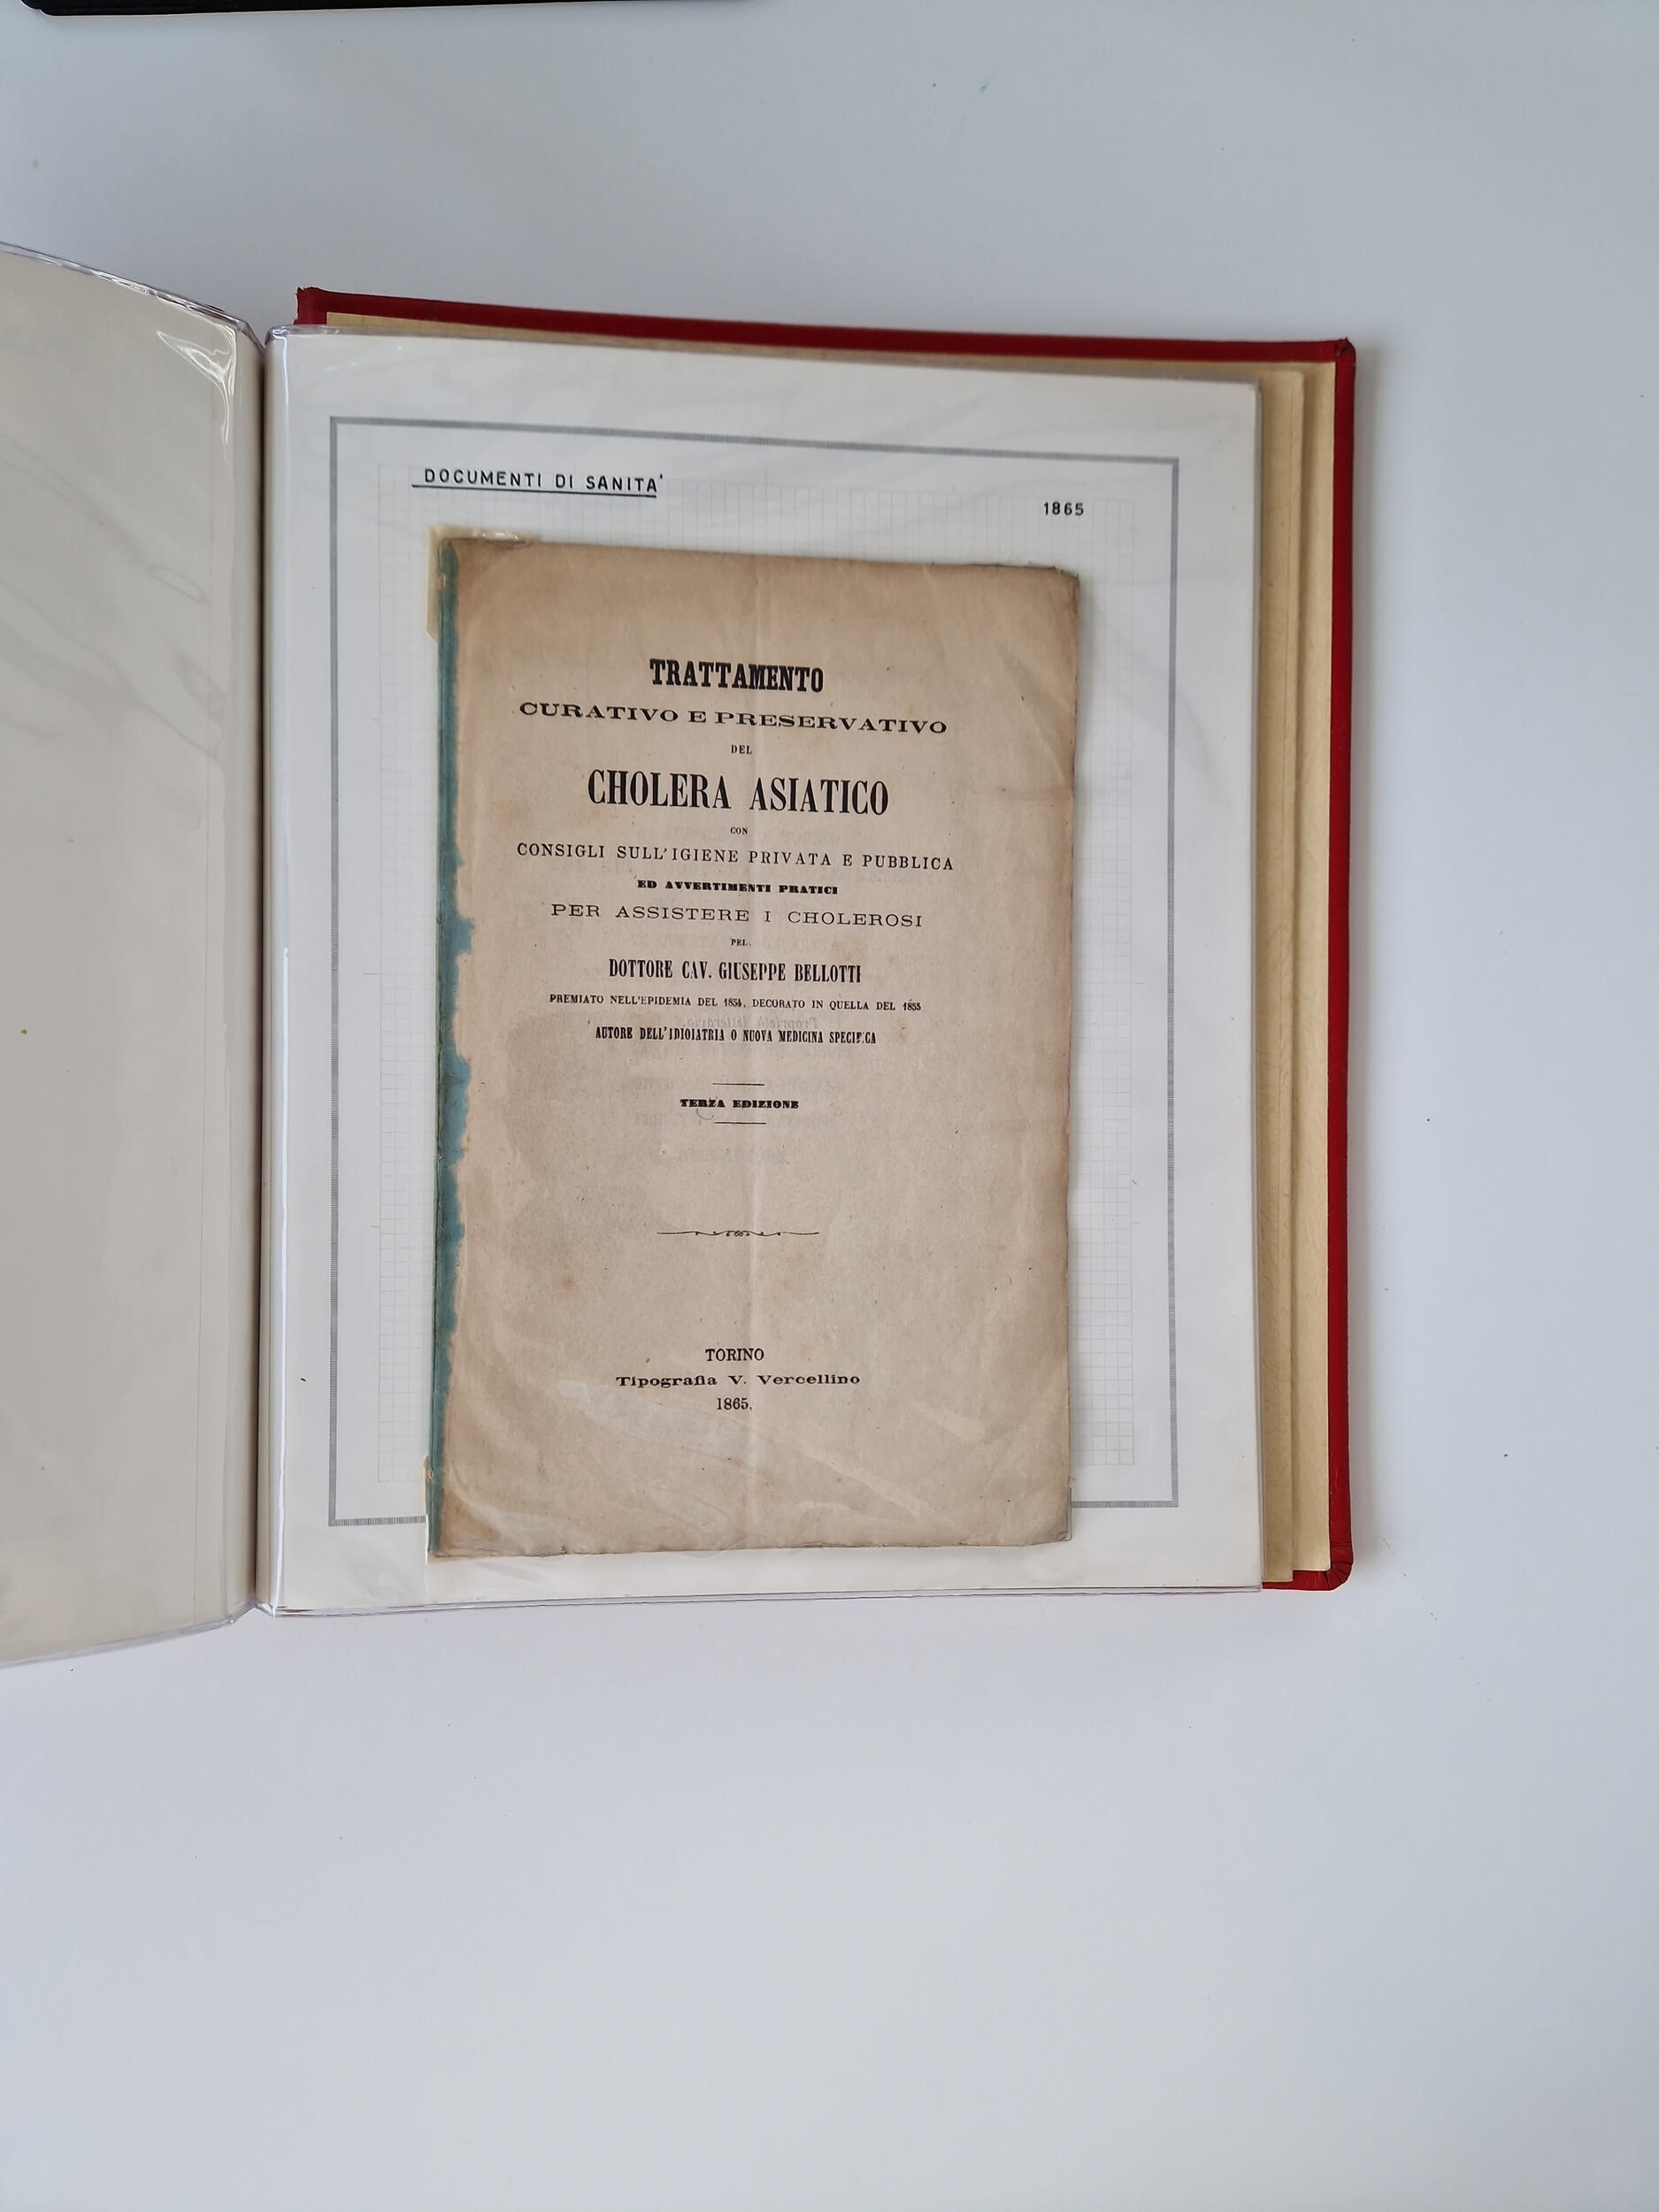 DOCUMENTI DI SANITA'
1865
TRATTAMENTO
CURATIVO E PRESERVATIVO
DEL
CHOLERA ASIATICO
CON
CONSIGLI SULL'IGIENE PRIVATA E PUBBLICA
ED AVVERTIMENTI PRATICI
PER ASSISTERE I CHOLEROSI
PEL
DOTTORE CAV. GIUSEPPE BELLOTTI
PREMIATO NELL'EPIDEMIA DEL 1854, DECORATO IN QUELLA DEL 1855
AUTORE DELL'IDIOIATRIA O NUOVA MEDICINA SPECIFICA
TERZA EDIZIONE
TORINO
Tipografia V. Vercellino
1865.